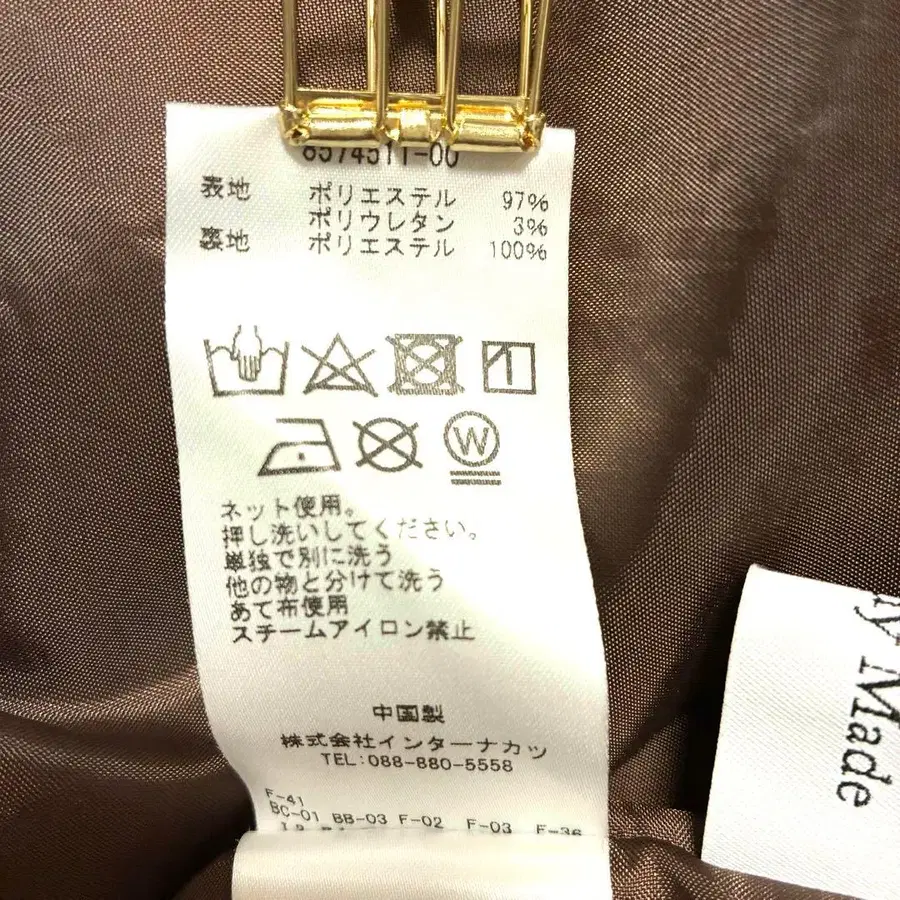 8574511-00
表地 ポリエステル 97%
ポリウレタン 3%
裏地 ポリエステル 100%
W
ネット使用。
押し洗いしてください。
単独で別に洗う
他の物と分けて洗う
あて布使用
スチームアイロン禁止
中国製
株式会社インターナカツ
TEL:088-880-5558
F-41
BC-01 BB-03 F-02 F-03 F-36
Made